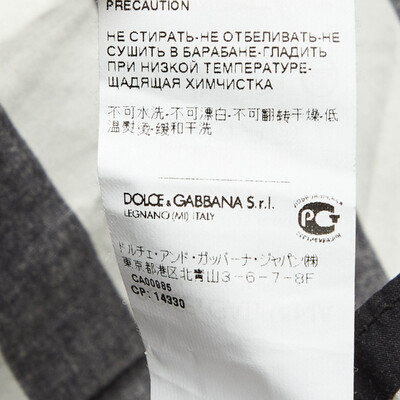 PRECAUTION
НЕ СТИРАТЬ-НЕ ОТБЕЛИВАТЬ-НЕ
СУШИТЬ В БАРАБАНЕ-ГЛАДИТЬ
ПРИ НИЗКОЙ ТЕМПЕРАТУРЕ-
ЩАДЯЩАЯ ХИМЧИСТКА
不可水洗-不可漂白-不可翻转干燥-低
温熨烫-缓和干洗
DOLCE & GABBANA S.r.l.
LEGNANO (MI) ITALY
PG
ドルチェ・アンド・ガッバーナ・ジャパン(株)
東京都港区北青山3-6-7-8F
CA00985
CP: 14330